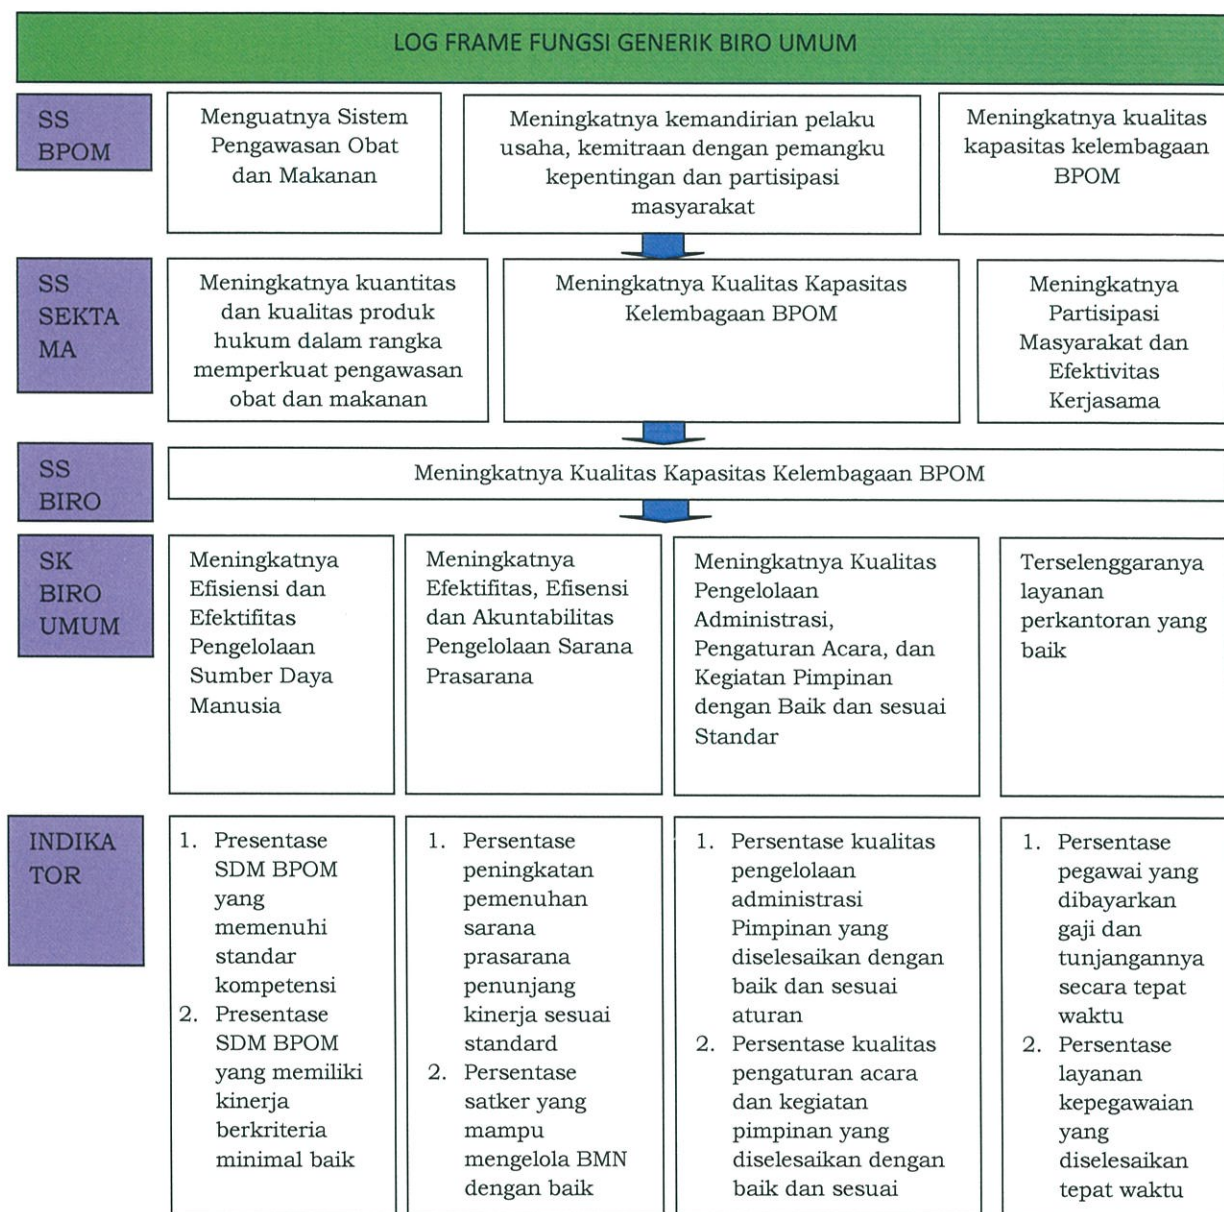 LOG FRAME FUNGSI GENERIK BIRO UMUM
SS
BPOM
Menguatnya Sistem
Pengawasan Obat
dan Makanan
Meningkatnya kemandirian pelaku
usaha, kemitraan dengan pemangku
kepentingan dan partisipasi
masyarakat
Meningkatnya kualitas
kapasitas kelembagaan
BPOM
SS
SEKTA
MA
Meningkatnya kuantitas
dan kualitas produk
hukum dalam rangka
memperkuat pengawasan
obat dan makanan
Meningkatnya Kualitas Kapasitas
Kelembagaan BPOM
Meningkatnya
Partisipasi
Masyarakat dan
Efektivitas
Kerjasama
SS
BIRO
Meningkatnya Kualitas Kapasitas Kelembagaan BPOM
SK
BIRO
UMUM
Meningkatnya
Efisiensi dan
Efektifitas
Pengelolaan
Sumber Daya
Manusia
Meningkatnya
Efektifitas, Efisensi
dan Akuntabilitas
Pengelolaan Sarana
Prasarana
Meningkatnya Kualitas
Pengelolaan
Administrasi,
Pengaturan Acara, dan
Kegiatan Pimpinan
dengan Baik dan sesuai
Standar
Terselenggaranya
layanan
perkantoran yang
baik
INDIKA
TOR
1. Presentase
SDM BPOM
yang
memenuhi
standar
kompetensi
2. Presentase
SDM BPOM
yang memiliki
kinerja
berkriteria
minimal baik
1. Persentase
peningkatan
pemenuhan
sarana
prasarana
penunjang
kinerja sesuai
standard
2. Persentase
satker yang
mampu
mengelola BMN
dengan baik
1. Persentase kualitas
pengelolaan
administrasi
Pimpinan yang
diselesaikan dengan
baik dan sesuai
aturan
2. Persentase kualitas
pengaturan acara
dan kegiatan
pimpinan yang
diselesaikan dengan
baik dan sesuai
1. Persentase
pegawai yang
dibayarkan
gaji dan
tunjangannya
secara tepat
waktu
2. Persentase
layanan
kepegawaian
yang
diselesaikan
tepat waktu